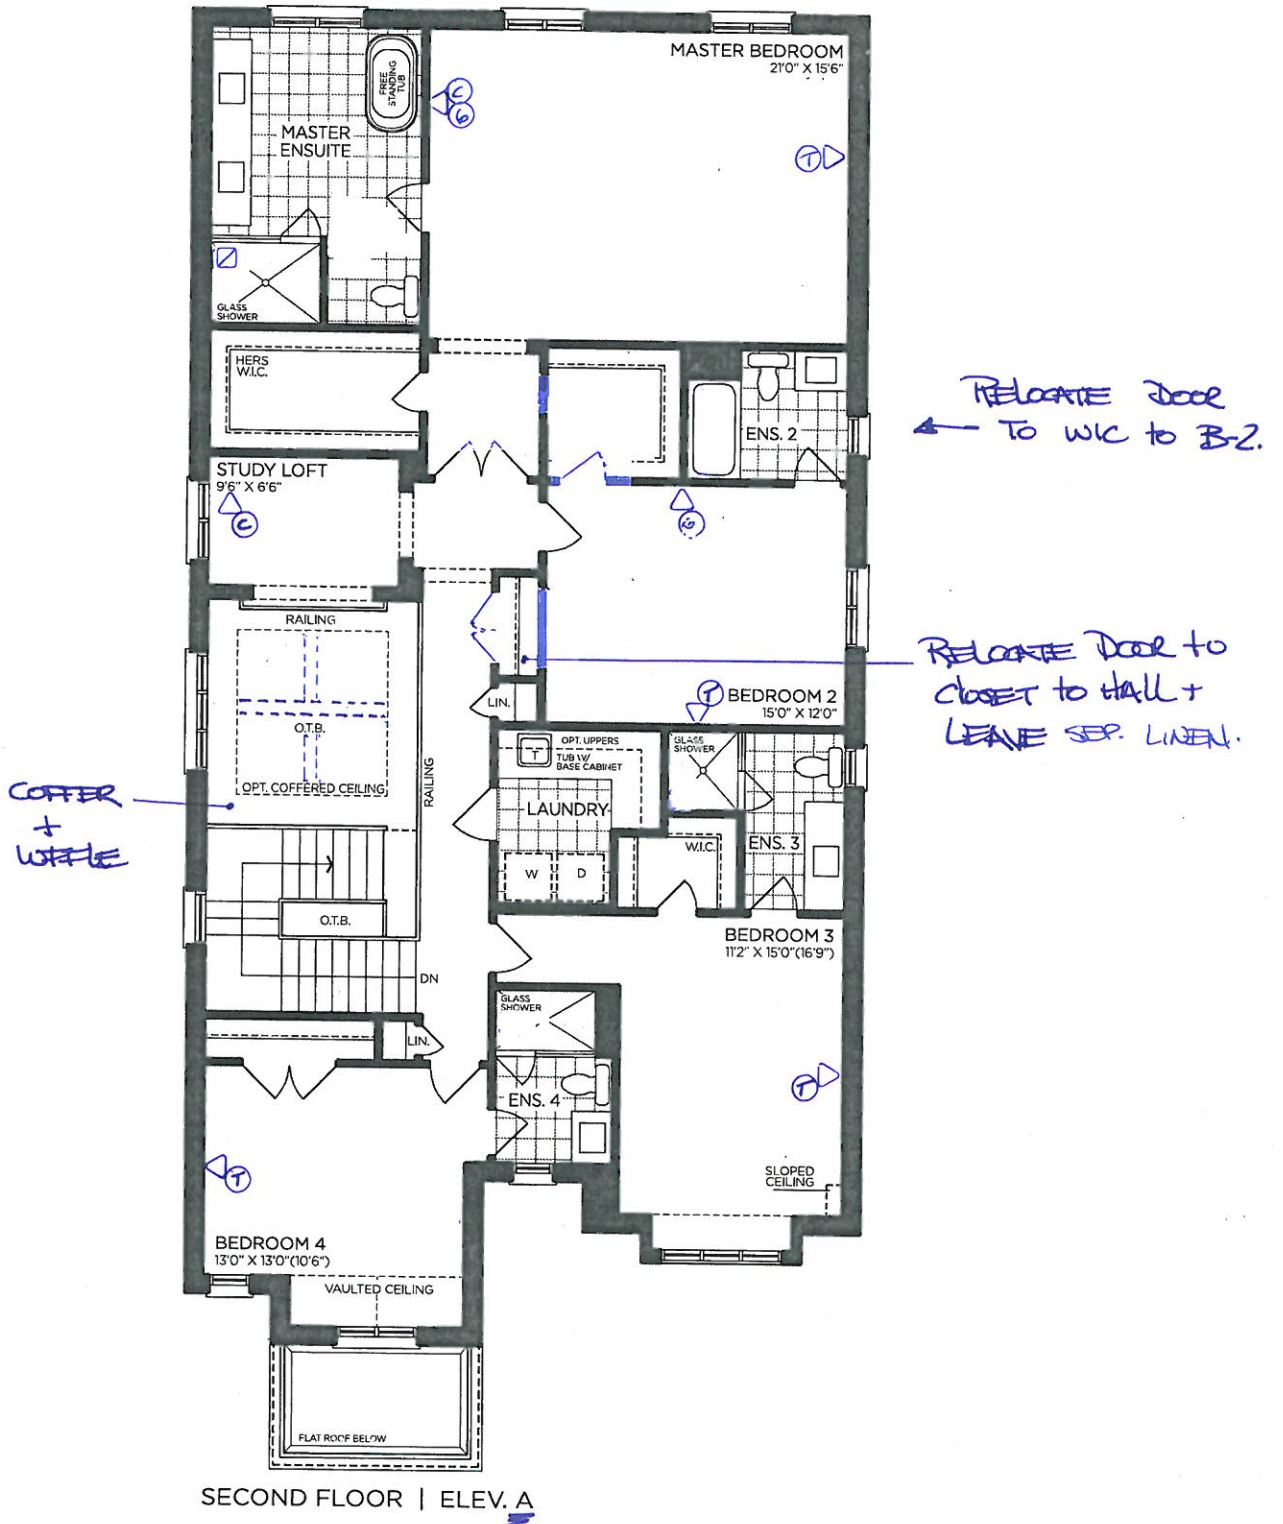 MASTER BEDROOM
21'0" X 15'6"
FREE
STANDING
TUB
C
6
MASTER
ENSUITE
T
GLASS
SHOWER
HERS
W.I.C.
ENS. 2
RELOCATE DOOR
TO WIC to B-2.
STUDY LOFT
9'6" X 6'6"
C
6
RAILING
RELOCATE DOOR to
CLOSET to HALL +
LEAVE SEP. LINEN.
LIN.
T
BEDROOM 2
15'0" X 12'0"
O.T.B.
OPT. COFFERED CEILING
RAILING
COFFER
+
WAFFLE
T
OPT. UPPERS
TUB W/
BASE CABINET
GLASS
SHOWER
LAUNDRY
W.I.C.
ENS. 3
W
D
O.T.B.
BEDROOM 3
11'2" X 15'0"(16'9")
DN
GLASS
SHOWER
LIN.
ENS. 4
T
T
SLOPED
CEILING
BEDROOM 4
13'0" X 13'0"(10'6")
VAULTED CEILING
FLAT ROOF BELOW
SECOND FLOOR | ELEV. A